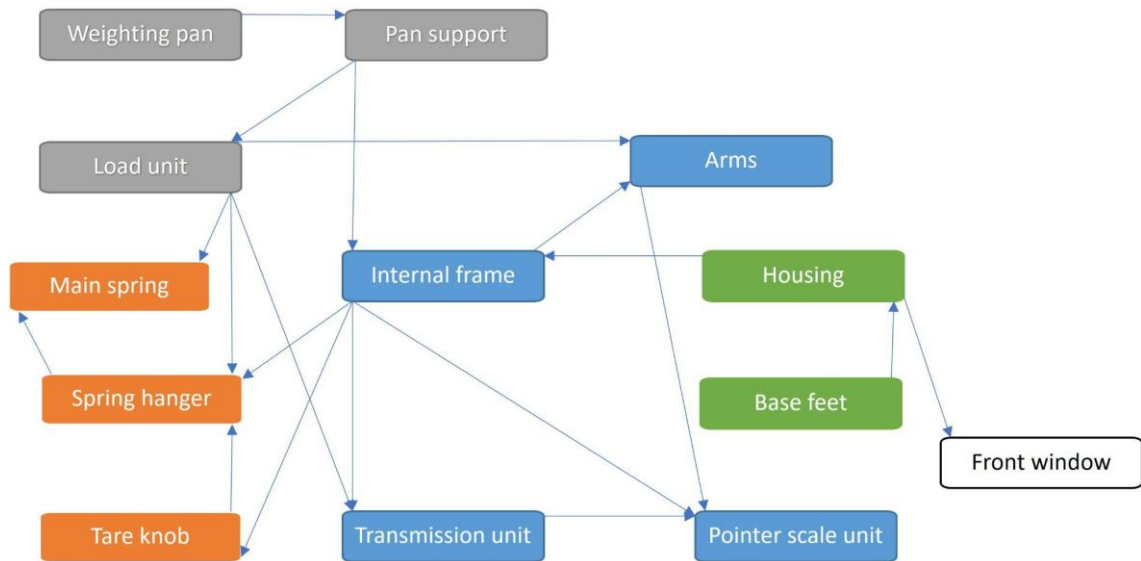 Weighting pan
Pan support
Load unit
Arms
Main spring
Internal frame
Housing
Spring hanger
Base feet
Front window
Tare knob
Transmission unit
Pointer scale unit